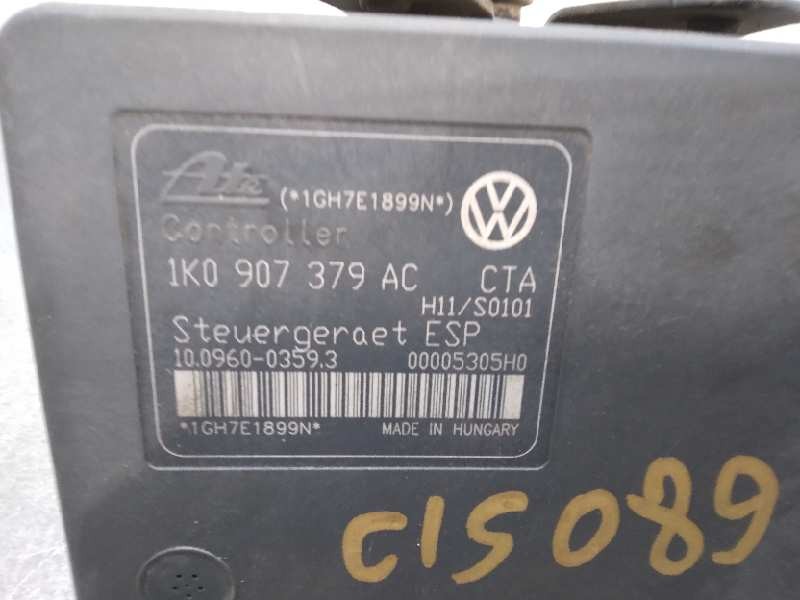 Ate (*1GH7E1899N*)
Controller
1K0 907 379 AC CTA
H11/S0101
Steuergeraet ESP
10.0960-0359.3 00005305H0
*1GH7E1899N* MADE IN HUNGARY
C15089